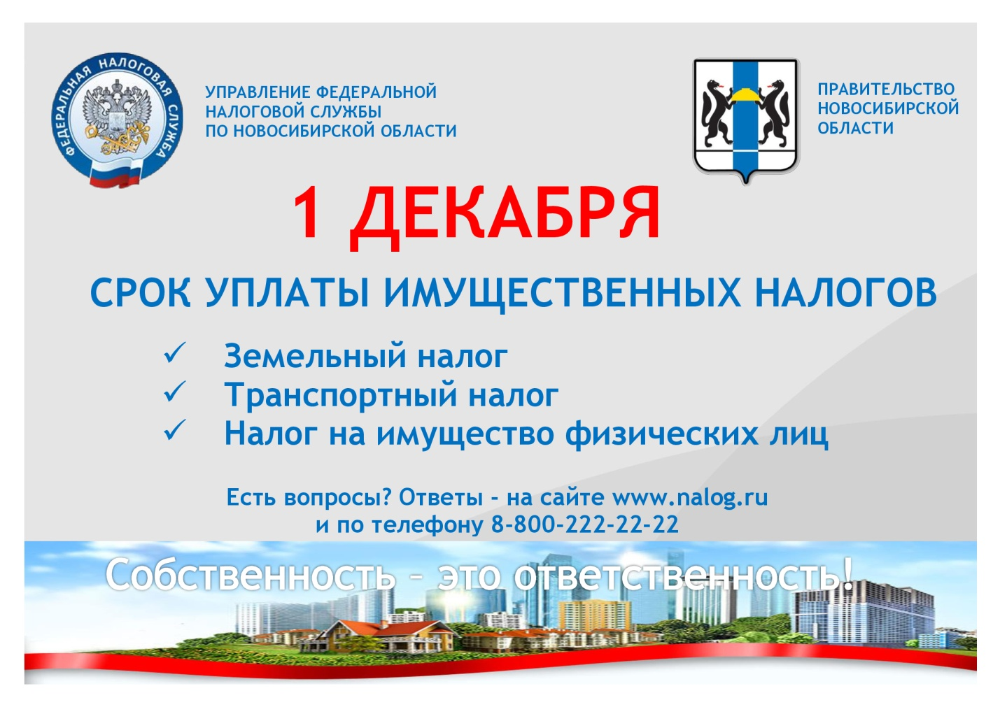 ФЕДЕРАЛЬНАЯ НАЛОГОВАЯ СЛУЖБА
УПРАВЛЕНИЕ ФЕДЕРАЛЬНОЙ
НАЛОГОВОЙ СЛУЖБЫ
ПО НОВОСИБИРСКОЙ ОБЛАСТИ
ПРАВИТЕЛЬСТВО
НОВОСИБИРСКОЙ
ОБЛАСТИ
1 ДЕКАБРЯ
СРОК УПЛАТЫ ИМУЩЕСТВЕННЫХ НАЛОГОВ
✓ Земельный налог
✓ Транспортный налог
✓ Налог на имущество физических лиц
Есть вопросы? Ответы - на сайте www.nalog.ru
и по телефону 8-800-222-22-22
Собственность – это ответственность!